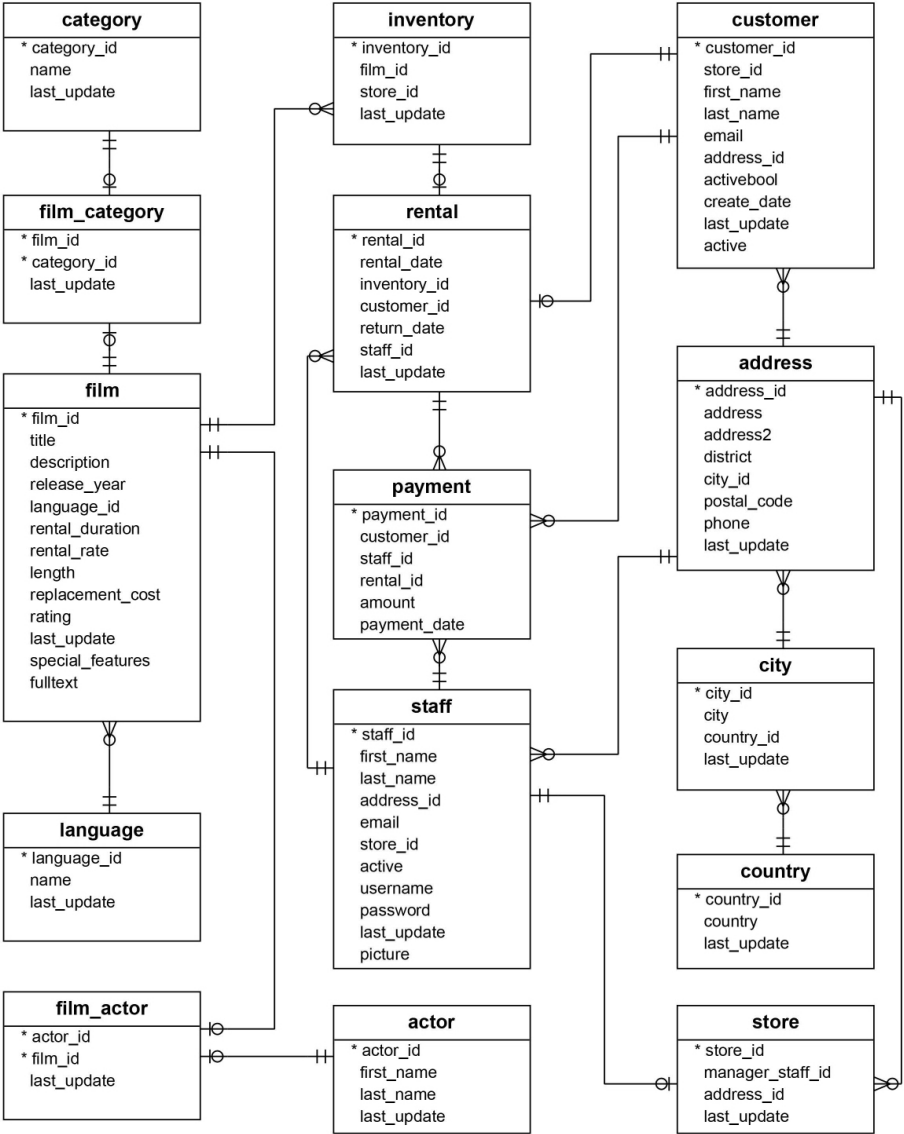 category
* category_id
name
last_update
film_category
* film_id
* category_id
last_update
film
* film_id
title
description
release_year
language_id
rental_duration
rental_rate
length
replacement_cost
rating
last_update
special_features
fulltext
language
* language_id
name
last_update
film_actor
* actor_id
* film_id
last_update
inventory
* inventory_id
film_id
store_id
last_update
rental
* rental_id
rental_date
inventory_id
customer_id
return_date
staff_id
last_update
payment
* payment_id
customer_id
staff_id
rental_id
amount
payment_date
staff
* staff_id
first_name
last_name
address_id
email
store_id
active
username
password
last_update
picture
actor
* actor_id
first_name
last_name
last_update
customer
* customer_id
store_id
first_name
last_name
email
address_id
activebool
create_date
last_update
active
address
* address_id
address
address2
district
city_id
postal_code
phone
last_update
city
* city_id
city
country_id
last_update
country
* country_id
country
last_update
store
* store_id
manager_staff_id
address_id
last_update